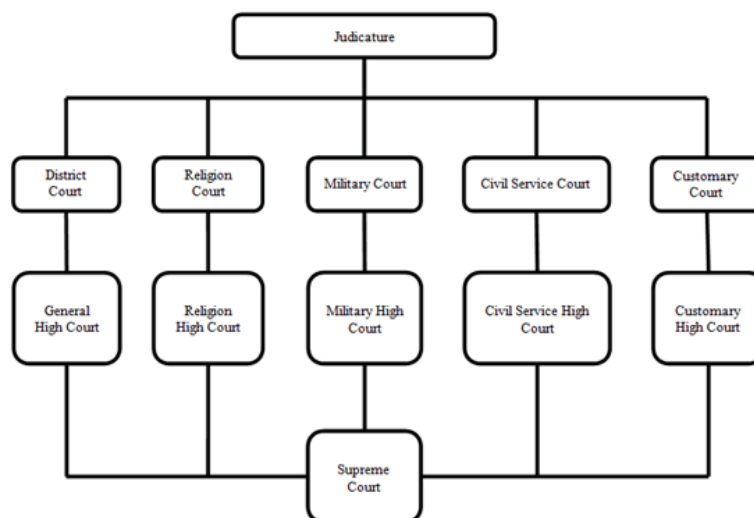 Judicature
District
Court
Religion
Court
Military Court
Civil Service Court
Customary
Court
General
High Court
Religion
High Court
Military High
Court
Civil Service High
Court
Customary
High Court
Supreme
Court